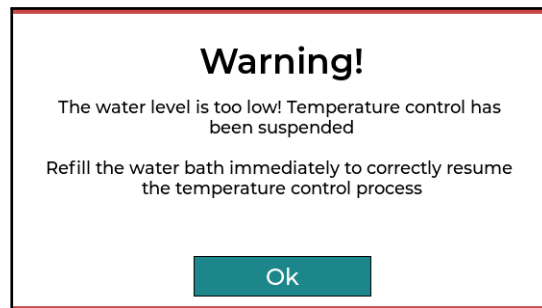 Warning!
The water level is too low! Temperature control has
been suspended
Refill the water bath immediately to correctly resume
the temperature control process
Ok